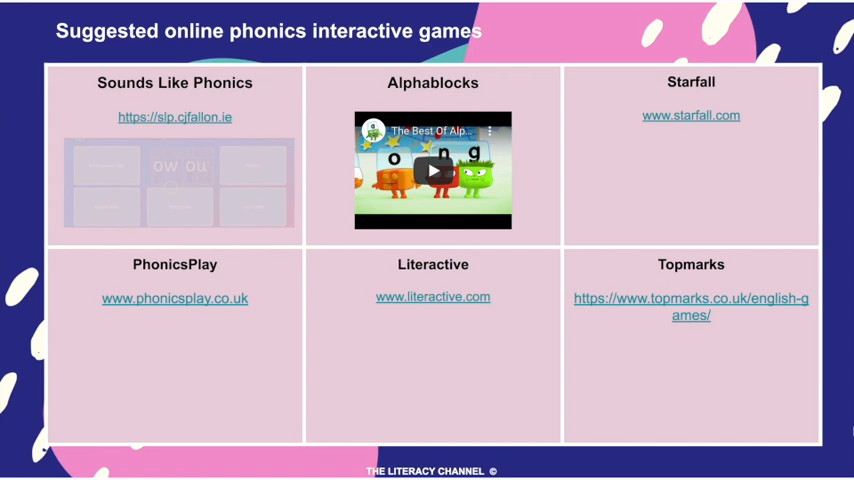 Suggested online phonics interactive games
Sounds Like Phonics
https://slp.cjfallon.ie
ow ou
Alphablocks
The Best Of Alp...
o n g
Starfall
www.starfall.com
PhonicsPlay
www.phonicsplay.co.uk
Literactive
www.literactive.com
Topmarks
https://www.topmarks.co.uk/english-g
ames/
THE LITERACY CHANNEL ©